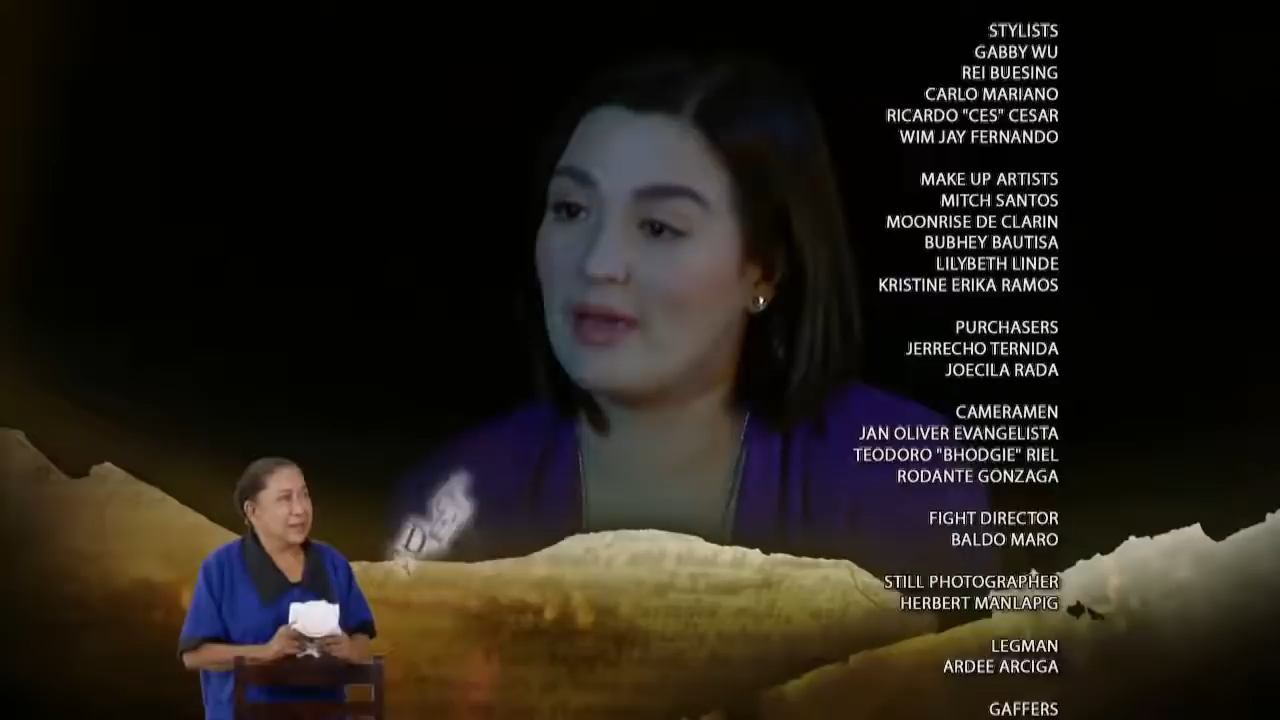 STYLISTS
GABBY WU
REI BUESING
CARLO MARIANO
RICARDO "CES" CESAR
WIM JAY FERNANDO
MAKE UP ARTISTS
MITCH SANTOS
MOONRISE DE CLARIN
BUBHEY BAUTISA
LILYBETH LINDE
KRISTINE ERIKA RAMOS
PURCHASERS
JERRECHO TERNIDA
JOECILA RADA
CAMERAMEN
JAN OLIVER EVANGELISTA
TEODORO "BHODGIE" RIEL
RODANTE GONZAGA
FIGHT DIRECTOR
BALDO MARO
STILL PHOTOGRAPHER
HERBERT MANLAPIG
LEGMAN
ARDEE ARCIGA
GAFFERS